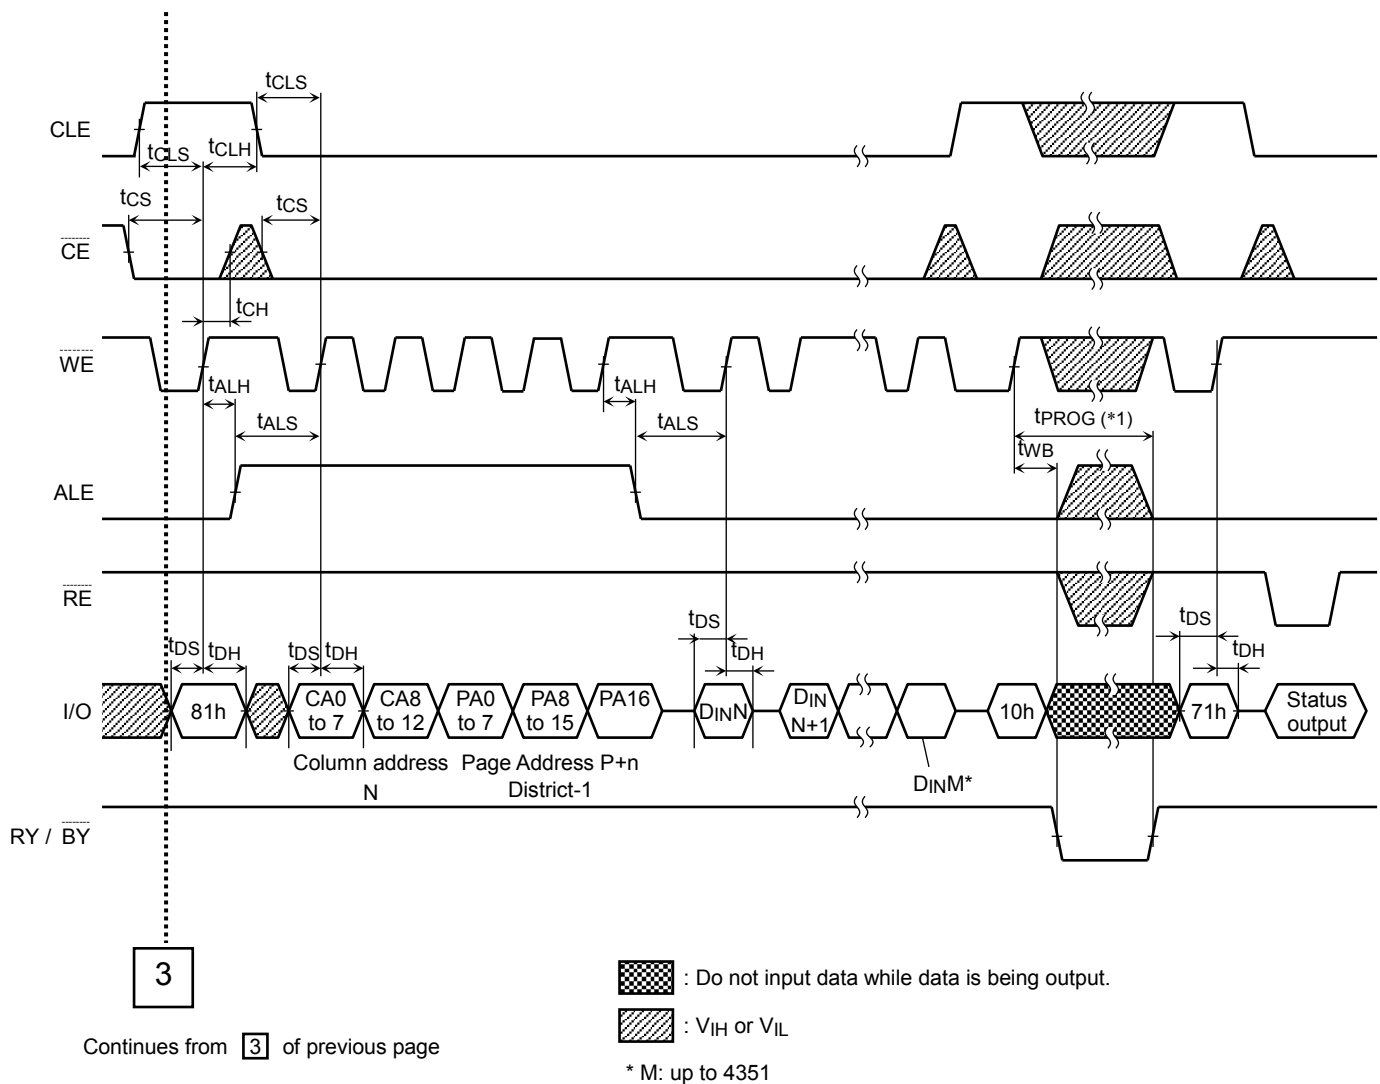 tCLS
CLE
tCLS
tCLH
tCS
tCS
CE
tCH
WE
tALH
tALH
tALS
tALS
tPROG (*1)
tWB
ALE
RE
tDS
tDH
tDS
tDH
tDS
tDH
tDS
tDH
I/O
81h
CA0 to 7
CA8 to 12
PA0 to 7
PA8 to 15
PA16
DINN
DIN N+1
10h
71h
Status output
Column address
N
Page Address P+n
District-1
DINM*
RY / BY
3
: Do not input data while data is being output.
: VIH or VIL
Continues from 3 of previous page
* M: up to 4351